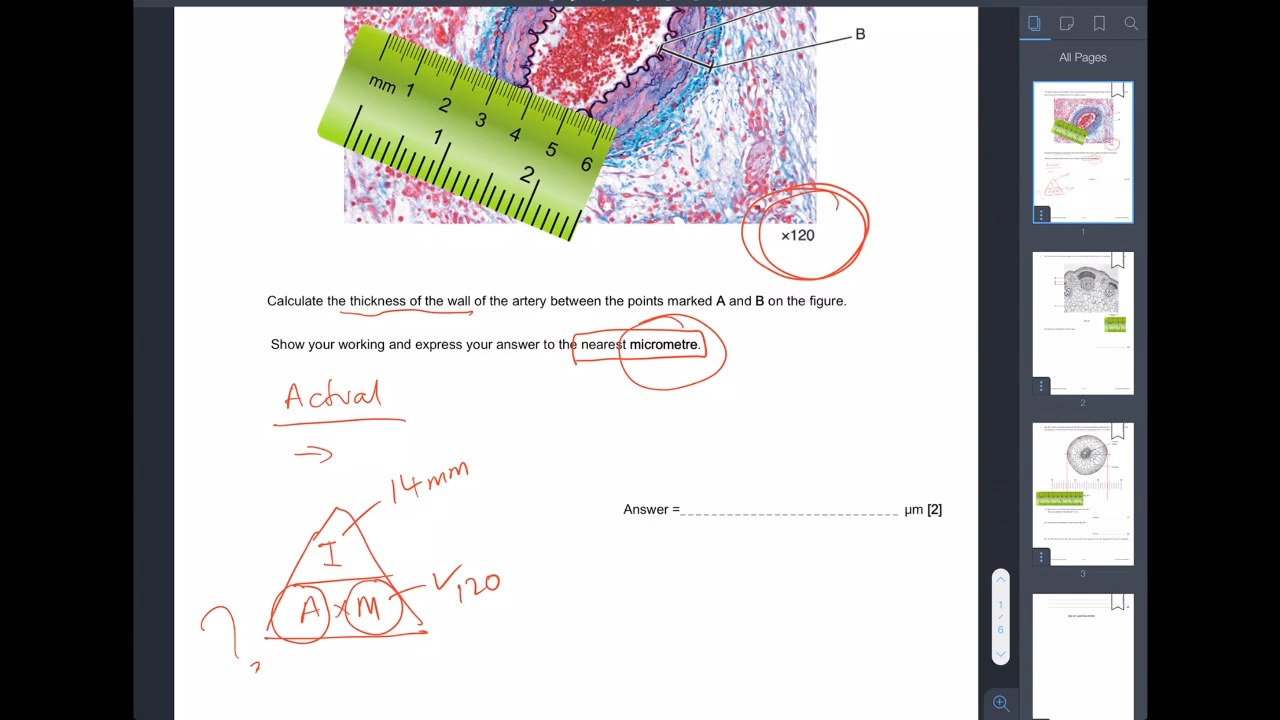 B
mm 1 2 3 4 5 6
1 2
×120
Calculate the thickness of the wall of the artery between the points marked A and B on the figure.
Show your working and express your answer to the nearest micrometre.
Actual
14mm
I
A × M
120
?
Answer =
µm [2]
All Pages
1
2
3
1
/
6